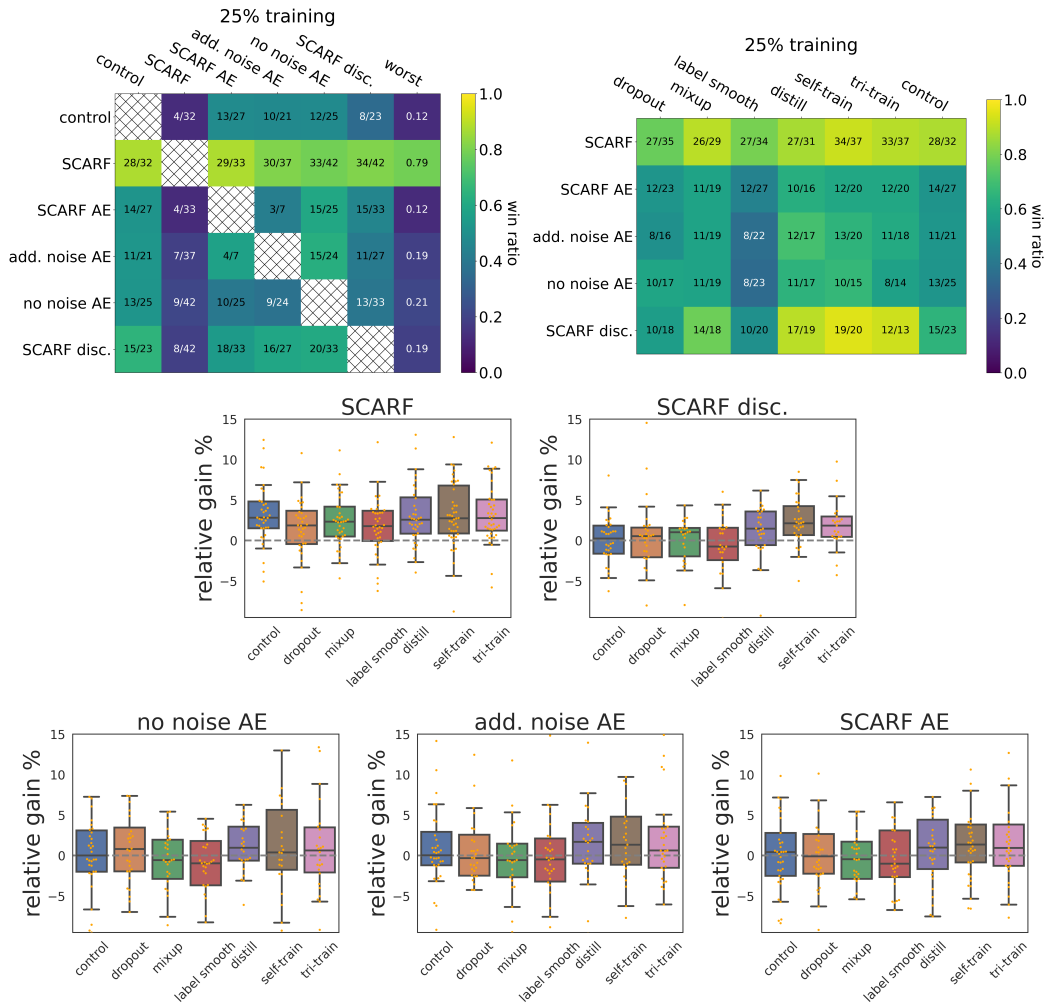 25% training
control SCARF SCARF AE add. noise AE no noise AE SCARF disc. worst
control 4/32 13/27 10/21 12/25 8/23 0.12
SCARF 28/32 29/33 30/37 33/42 34/42 0.79
SCARF AE 14/27 4/33 3/7 15/25 15/33 0.12
add. noise AE 11/21 7/37 4/7 15/24 11/27 0.19
no noise AE 13/25 9/42 10/25 9/24 13/33 0.21
SCARF disc. 15/23 8/42 18/33 16/27 20/33 0.19
1.0
0.8
0.6
0.4
0.2
0.0
win ratio
25% training
dropout mixup label smooth distill self-train tri-train control
SCARF 27/35 26/29 27/34 27/31 34/37 33/37 28/32
SCARF AE 12/23 11/19 12/27 10/16 12/20 12/20 14/27
add. noise AE 8/16 11/19 8/22 12/17 13/20 11/18 11/21
no noise AE 10/17 11/19 8/23 11/17 10/15 8/14 13/25
SCARF disc. 10/18 14/18 10/20 17/19 19/20 12/13 15/23
1.0
0.8
0.6
0.4
0.2
0.0
win ratio
SCARF
relative gain %
15
10
5
0
−5
control dropout mixup label smooth distill self-train tri-train
SCARF disc.
relative gain %
15
10
5
0
−5
control dropout mixup label smooth distill self-train tri-train
no noise AE
relative gain %
15
10
5
0
−5
control dropout mixup label smooth distill self-train tri-train
add. noise AE
relative gain %
15
10
5
0
−5
control dropout mixup label smooth distill self-train tri-train
SCARF AE
relative gain %
15
10
5
0
−5
control dropout mixup label smooth distill self-train tri-train